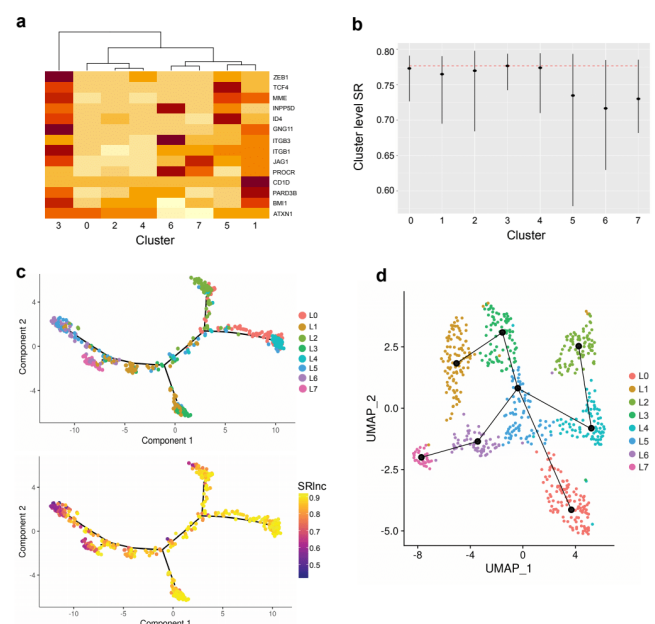 a
ZEB1
TCF4
MME
INPP5D
ID4
GNG11
ITGB3
ITGB1
JAG1
PROCR
CD1D
PARD3B
BMI1
ATXN1
3 0 2 4 6 7 5 1
Cluster
b
Cluster level SR
0.80
0.75
0.70
0.65
0.60
0 1 2 3 4 5 6 7
Cluster
c
Component 2
4
0
-4
-10 -5 0 5 10
Component 1
L0
L1
L2
L3
L4
L5
L6
L7
Component 2
4
0
-4
-10 -5 0 5 10
Component 1
SRlnc
0.9
0.8
0.7
0.6
0.5
d
UMAP_2
2.5
0.0
-2.5
-5.0
-8 -4 0 4
UMAP_1
L0
L1
L2
L3
L4
L5
L6
L7